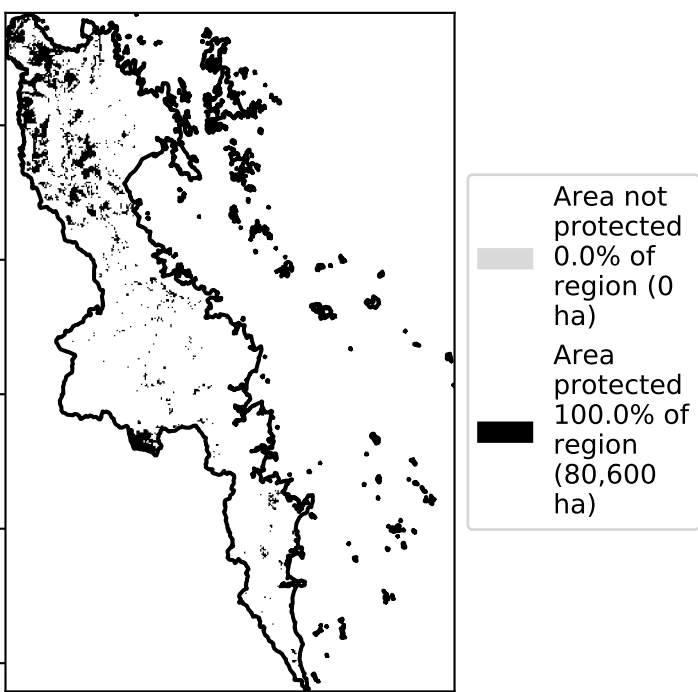 Area not
protected
0.0% of
region (0
ha)
Area
protected
100.0% of
region
(80,600
ha)